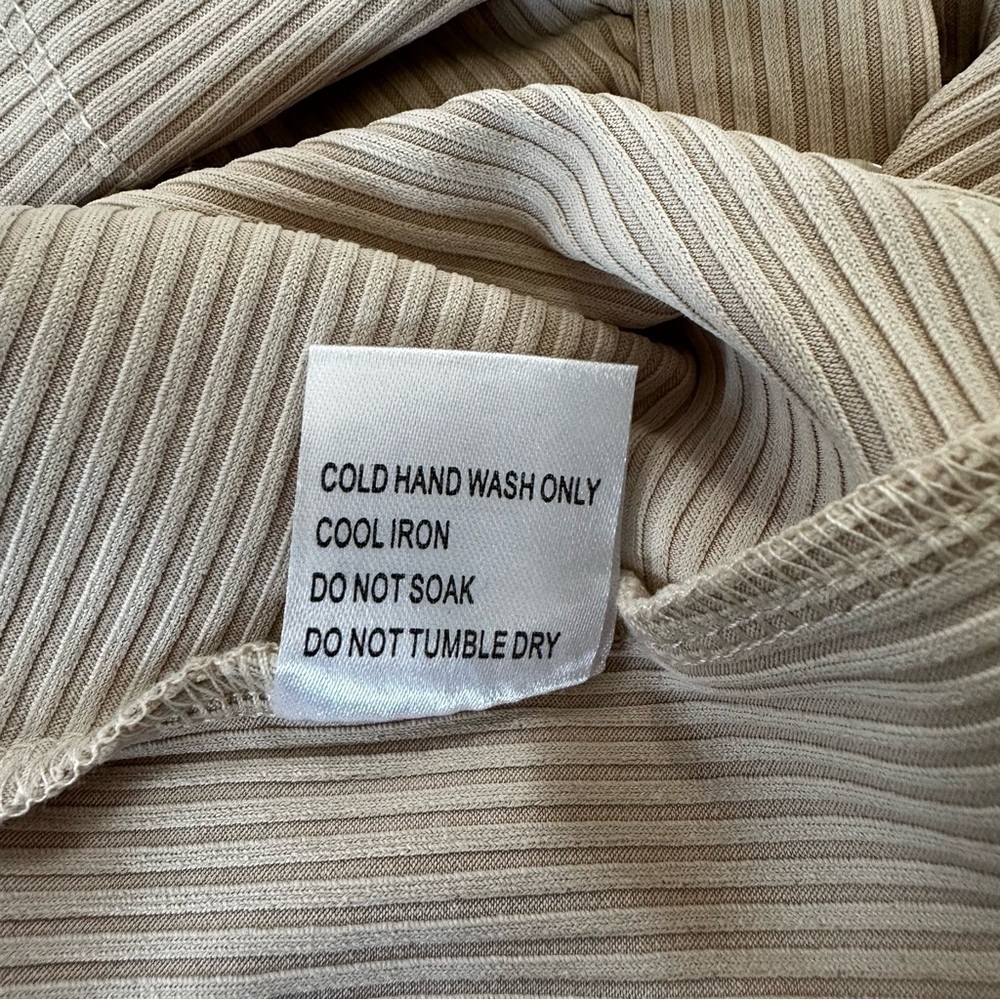 COLD HAND WASH ONLY
COOL IRON
DO NOT SOAK
DO NOT TUMBLE DRY